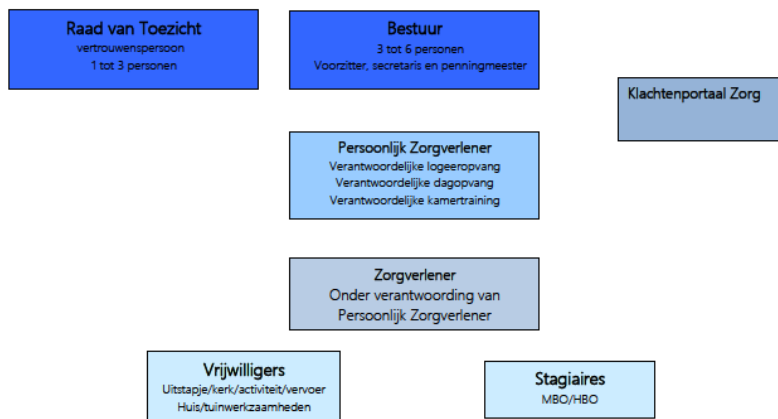 Raad van Toezicht
vertrouwenspersoon
1 tot 3 personen
Bestuur
3 tot 6 personen
Voorzitter, secretaris en penningmeester
Klachtenportaal Zorg
Persoonlijk Zorgverlener
Verantwoordelijke logeeropvang
Verantwoordelijke dagopvang
Verantwoordelijke kamertraining
Zorgverlener
Onder verantwoording van
Persoonlijk Zorgverlener
Vrijwilligers
Uitstapje/kerk/activiteit/vervoer
Huis/tuinwerkzaamheden
Stagiaires
MBO/HBO